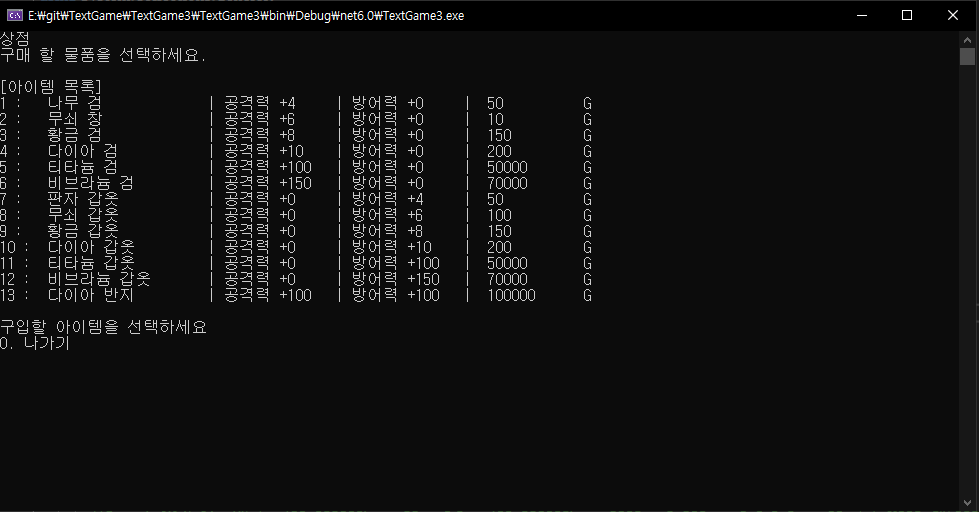 E:\git\TextGame\TextGame3\TextGame3\bin\Debug\net6.0\TextGame3.exe
상점
구매 할 물품을 선택하세요.
[아이템 목록]
1 : 나무 검 | 공격력 +4 | 방어력 +0 | 50 G
2 : 무쇠 창 | 공격력 +6 | 방어력 +0 | 10 G
3 : 황금 검 | 공격력 +8 | 방어력 +0 | 150 G
4 : 다이아 검 | 공격력 +10 | 방어력 +0 | 200 G
5 : 티타늄 검 | 공격력 +100 | 방어력 +0 | 50000 G
6 : 비브라늄 검 | 공격력 +150 | 방어력 +0 | 70000 G
7 : 판자 갑옷 | 공격력 +0 | 방어력 +4 | 50 G
8 : 무쇠 갑옷 | 공격력 +0 | 방어력 +6 | 100 G
9 : 황금 갑옷 | 공격력 +0 | 방어력 +8 | 150 G
10 : 다이아 갑옷 | 공격력 +0 | 방어력 +10 | 200 G
11 : 티타늄 갑옷 | 공격력 +0 | 방어력 +100 | 50000 G
12 : 비브라늄 갑옷 | 공격력 +0 | 방어력 +150 | 70000 G
13 : 다이아 반지 | 공격력 +100 | 방어력 +100 | 100000 G
구입할 아이템을 선택하세요
0. 나가기